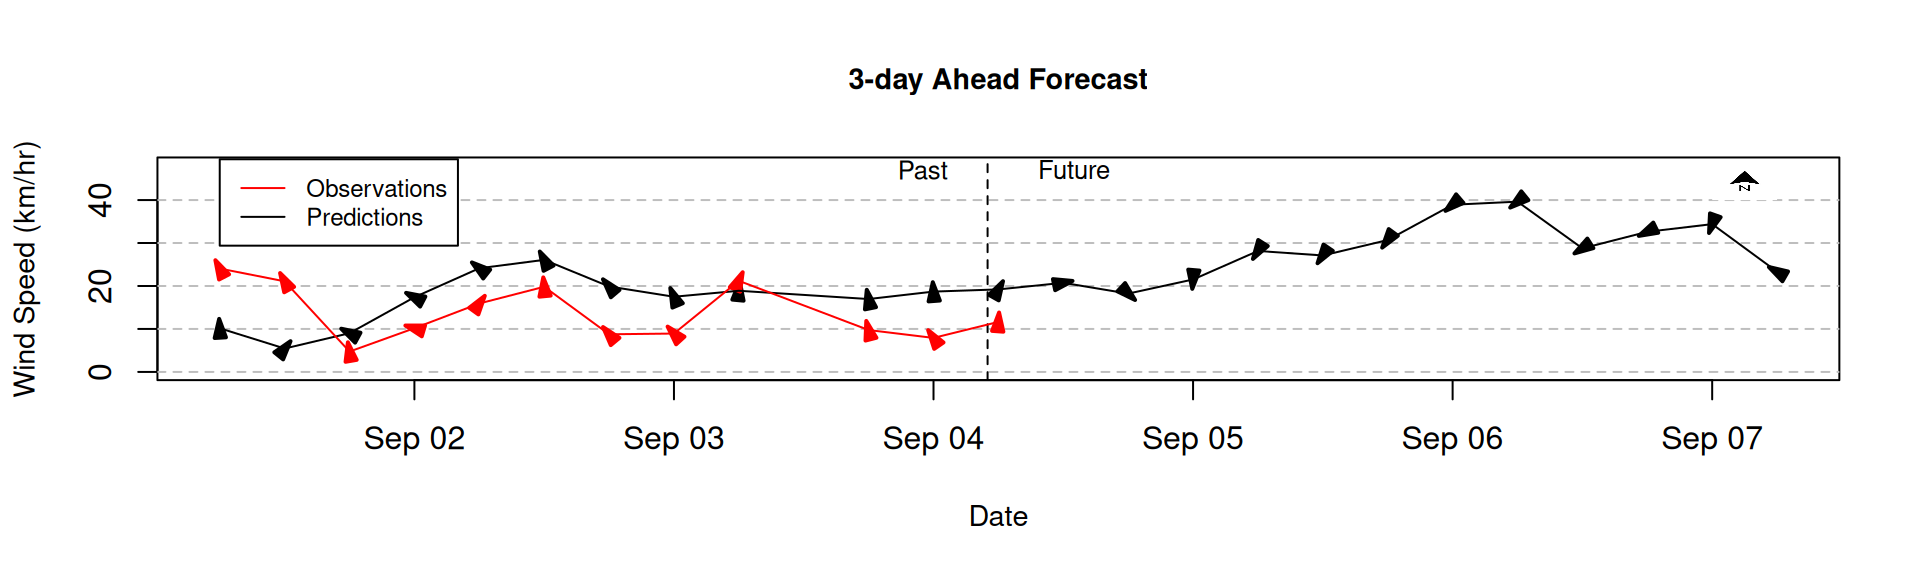 3-day Ahead Forecast
Wind Speed (km/hr)
Observations
Predictions
Past
Future
N
40
20
0
Sep 02
Sep 03
Sep 04
Sep 05
Sep 06
Sep 07
Date